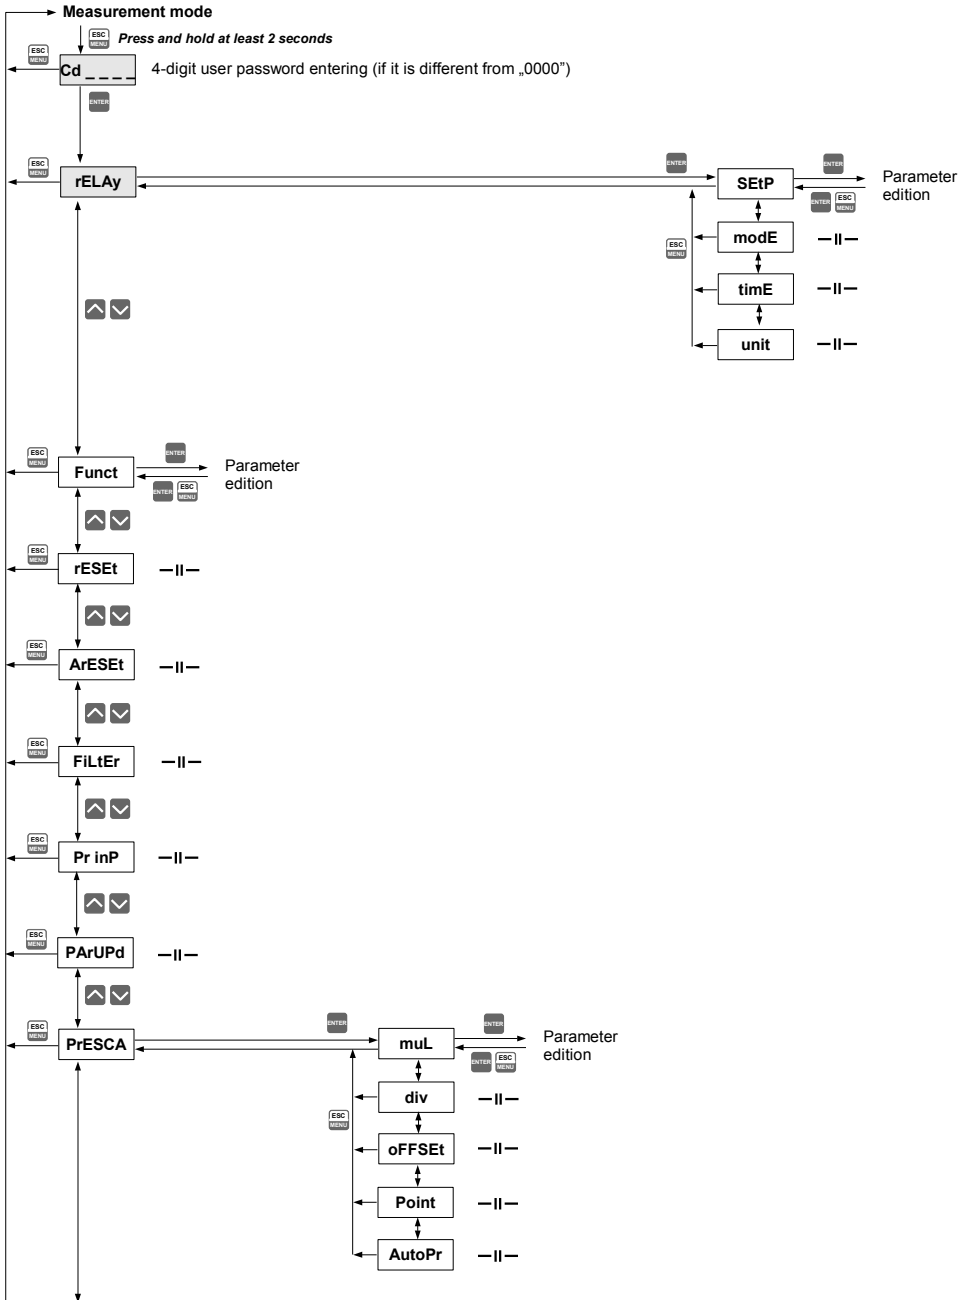 Measurement mode
ESC
MENU
Press and hold at least 2 seconds
ESC
MENU
Cd _ _ _ _
4-digit user password entering (if it is different from „0000”)
ENTER
ESC
MENU
rELAy
ENTER
SEtP
ENTER
Parameter
edition
ENTER
ESC
MENU
ESC
MENU
modE
—II—
timE
—II—
unit
—II—
ESC
MENU
Funct
ENTER
Parameter
edition
ENTER
ESC
MENU
ESC
MENU
rESEt
—II—
ESC
MENU
ArESEt
—II—
ESC
MENU
FiLtEr
—II—
ESC
MENU
Pr inP
—II—
ESC
MENU
PArUPd
—II—
ESC
MENU
PrESCA
ENTER
muL
ENTER
Parameter
edition
ENTER
ESC
MENU
ESC
MENU
div
—II—
oFFSEt
—II—
Point
—II—
AutoPr
—II—